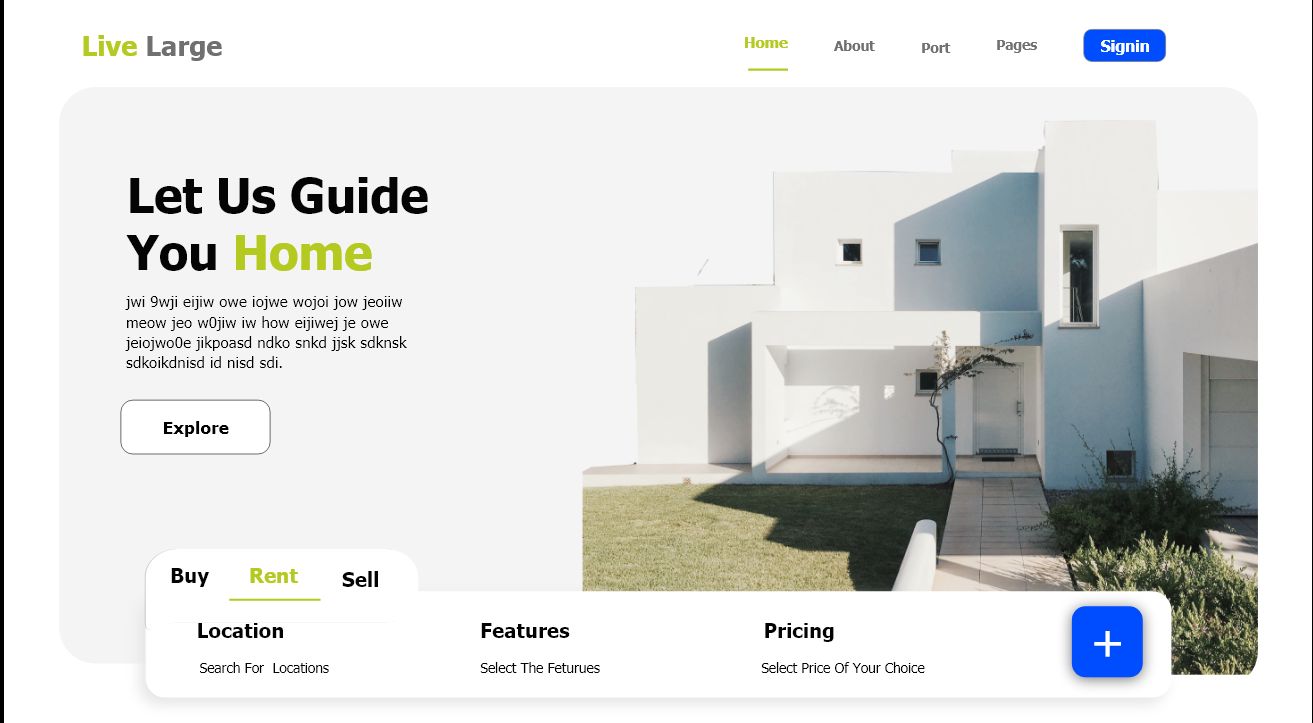 Live Large
Home
About
Port
Pages
Signin
Let Us Guide
You Home
jwi 9wji eijiw owe iojwe wojoi jow jeoiiw
meow jeo w0jiw iw how eijiwej je owe
jeiojwo0e jikpoasd ndko snkd jjsk sdknsk
sdkoikdnisd id nisd sdi.
Explore
Buy
Rent
Sell
Location
Features
Pricing
Search For  Locations
Select The Feturues
Select Price Of Your Choice